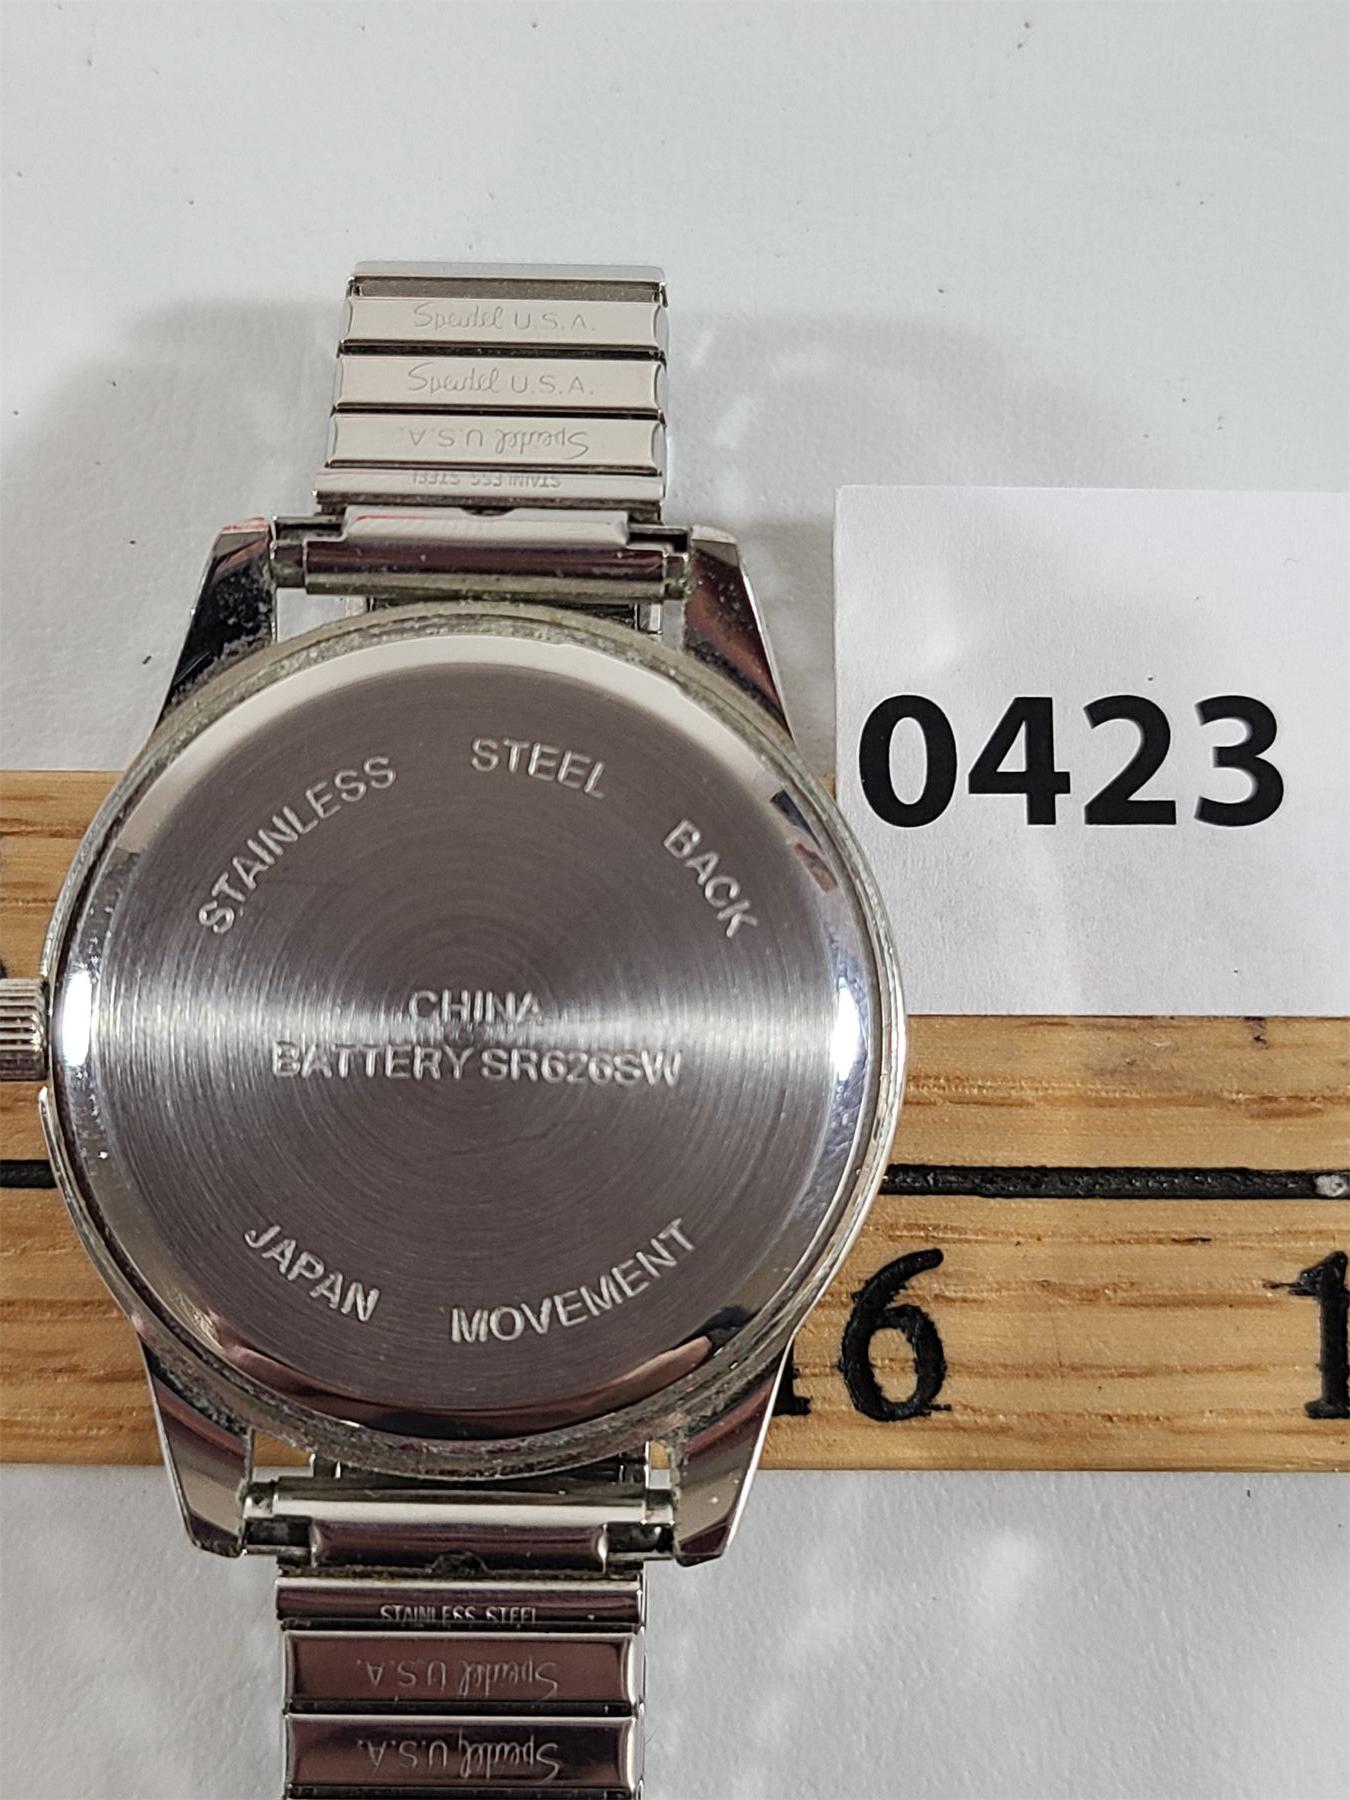 Speidel U.S.A.
Speidel U.S.A.
Speidel U.S.A.
STAINLESS STEEL
0423
STAINLESS STEEL BACK
CHINA
BATTERY SR626SW
JAPAN MOVEMENT
16
1
STAINLESS STEEL
Speidel U.S.A.
Speidel U.S.A.